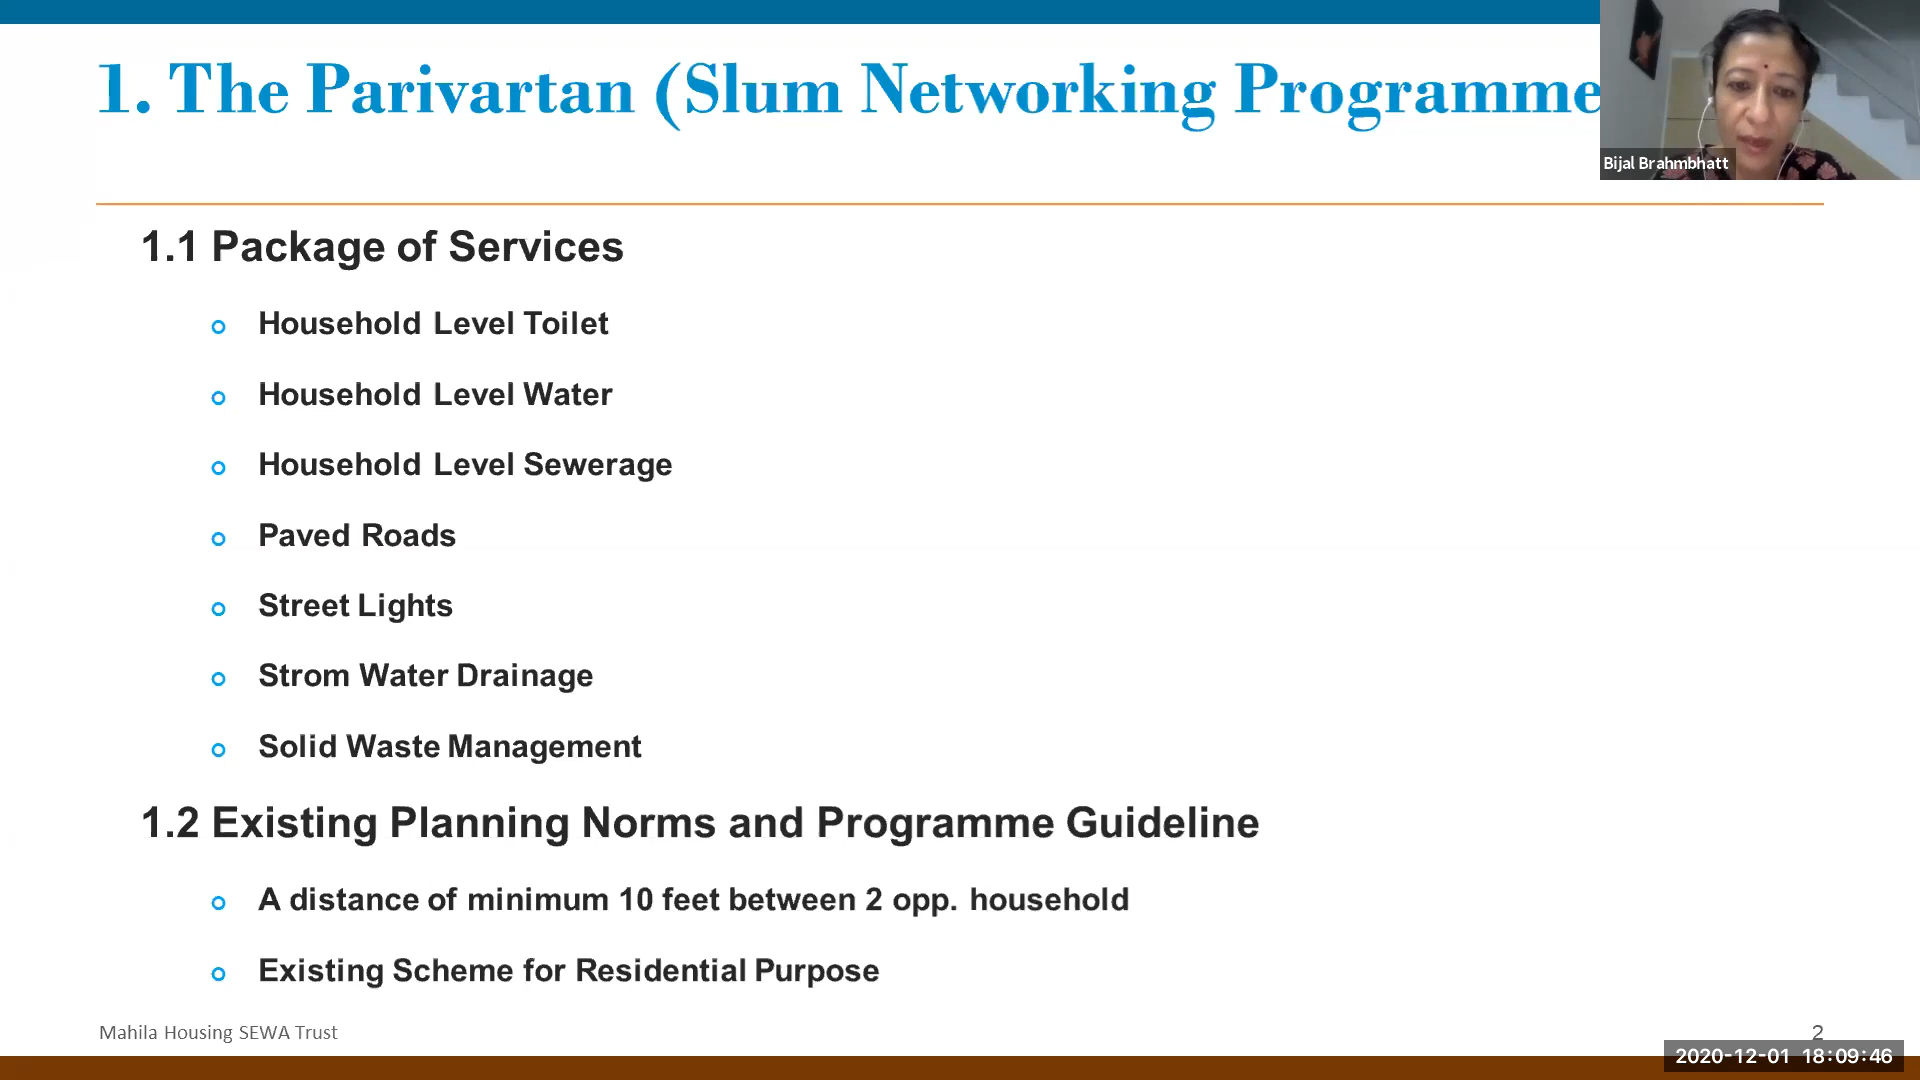 1. The Parivartan (Slum Networking Programme
Bijal Brahmbhatt
1.1 Package of Services
Household Level Toilet
Household Level Water
Household Level Sewerage
Paved Roads
Street Lights
Strom Water Drainage
Solid Waste Management
1.2 Existing Planning Norms and Programme Guideline
A distance of minimum 10 feet between 2 opp. household
Existing Scheme for Residential Purpose
Mahila Housing SEWA Trust
2
2020-12-01 18:09:46